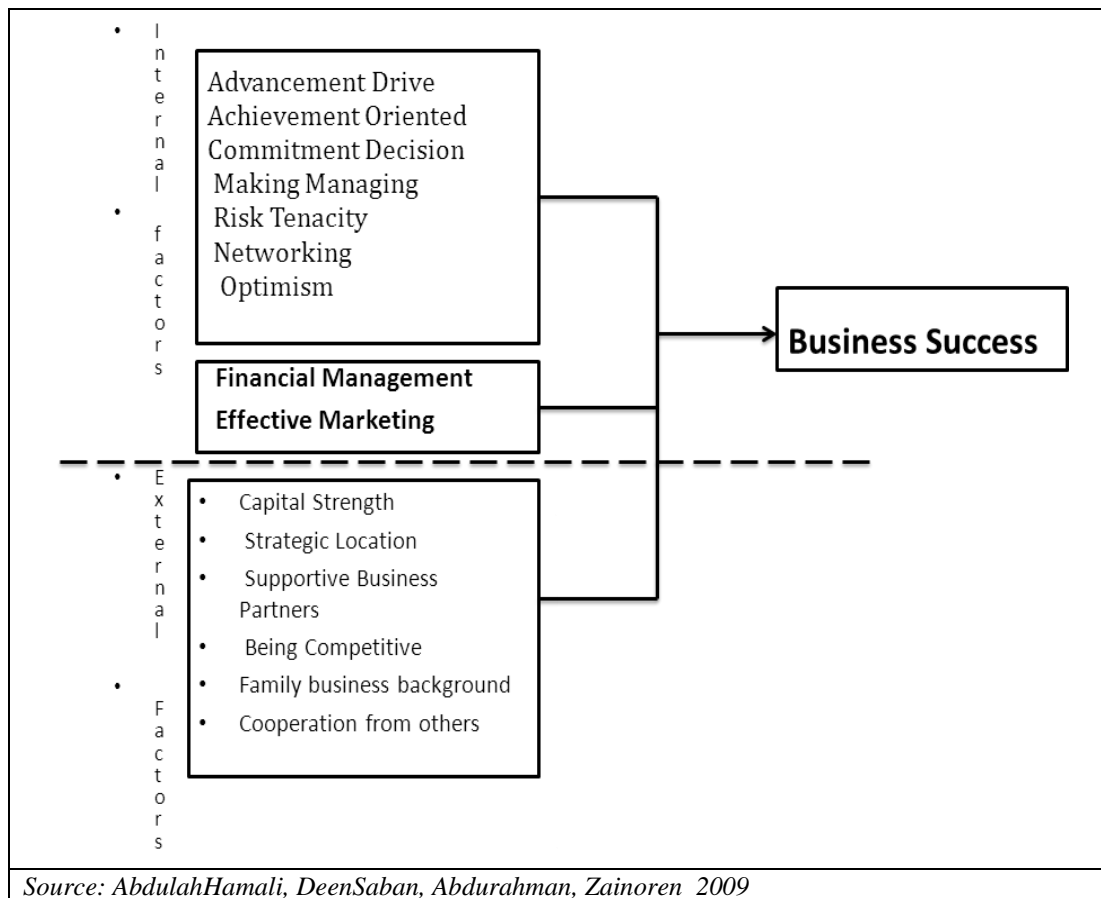 • Internal
• factors
Advancement Drive
Achievement Oriented
Commitment Decision
Making Managing
Risk Tenacity
Networking
Optimism
Financial Management
Effective Marketing
Business Success
• External
• Factors
• Capital Strength
• Strategic Location
• Supportive Business
Partners
• Being Competitive
• Family business background
• Cooperation from others
Source: AbdulahHamali, DeenSaban, Abdurahman, Zainoren 2009